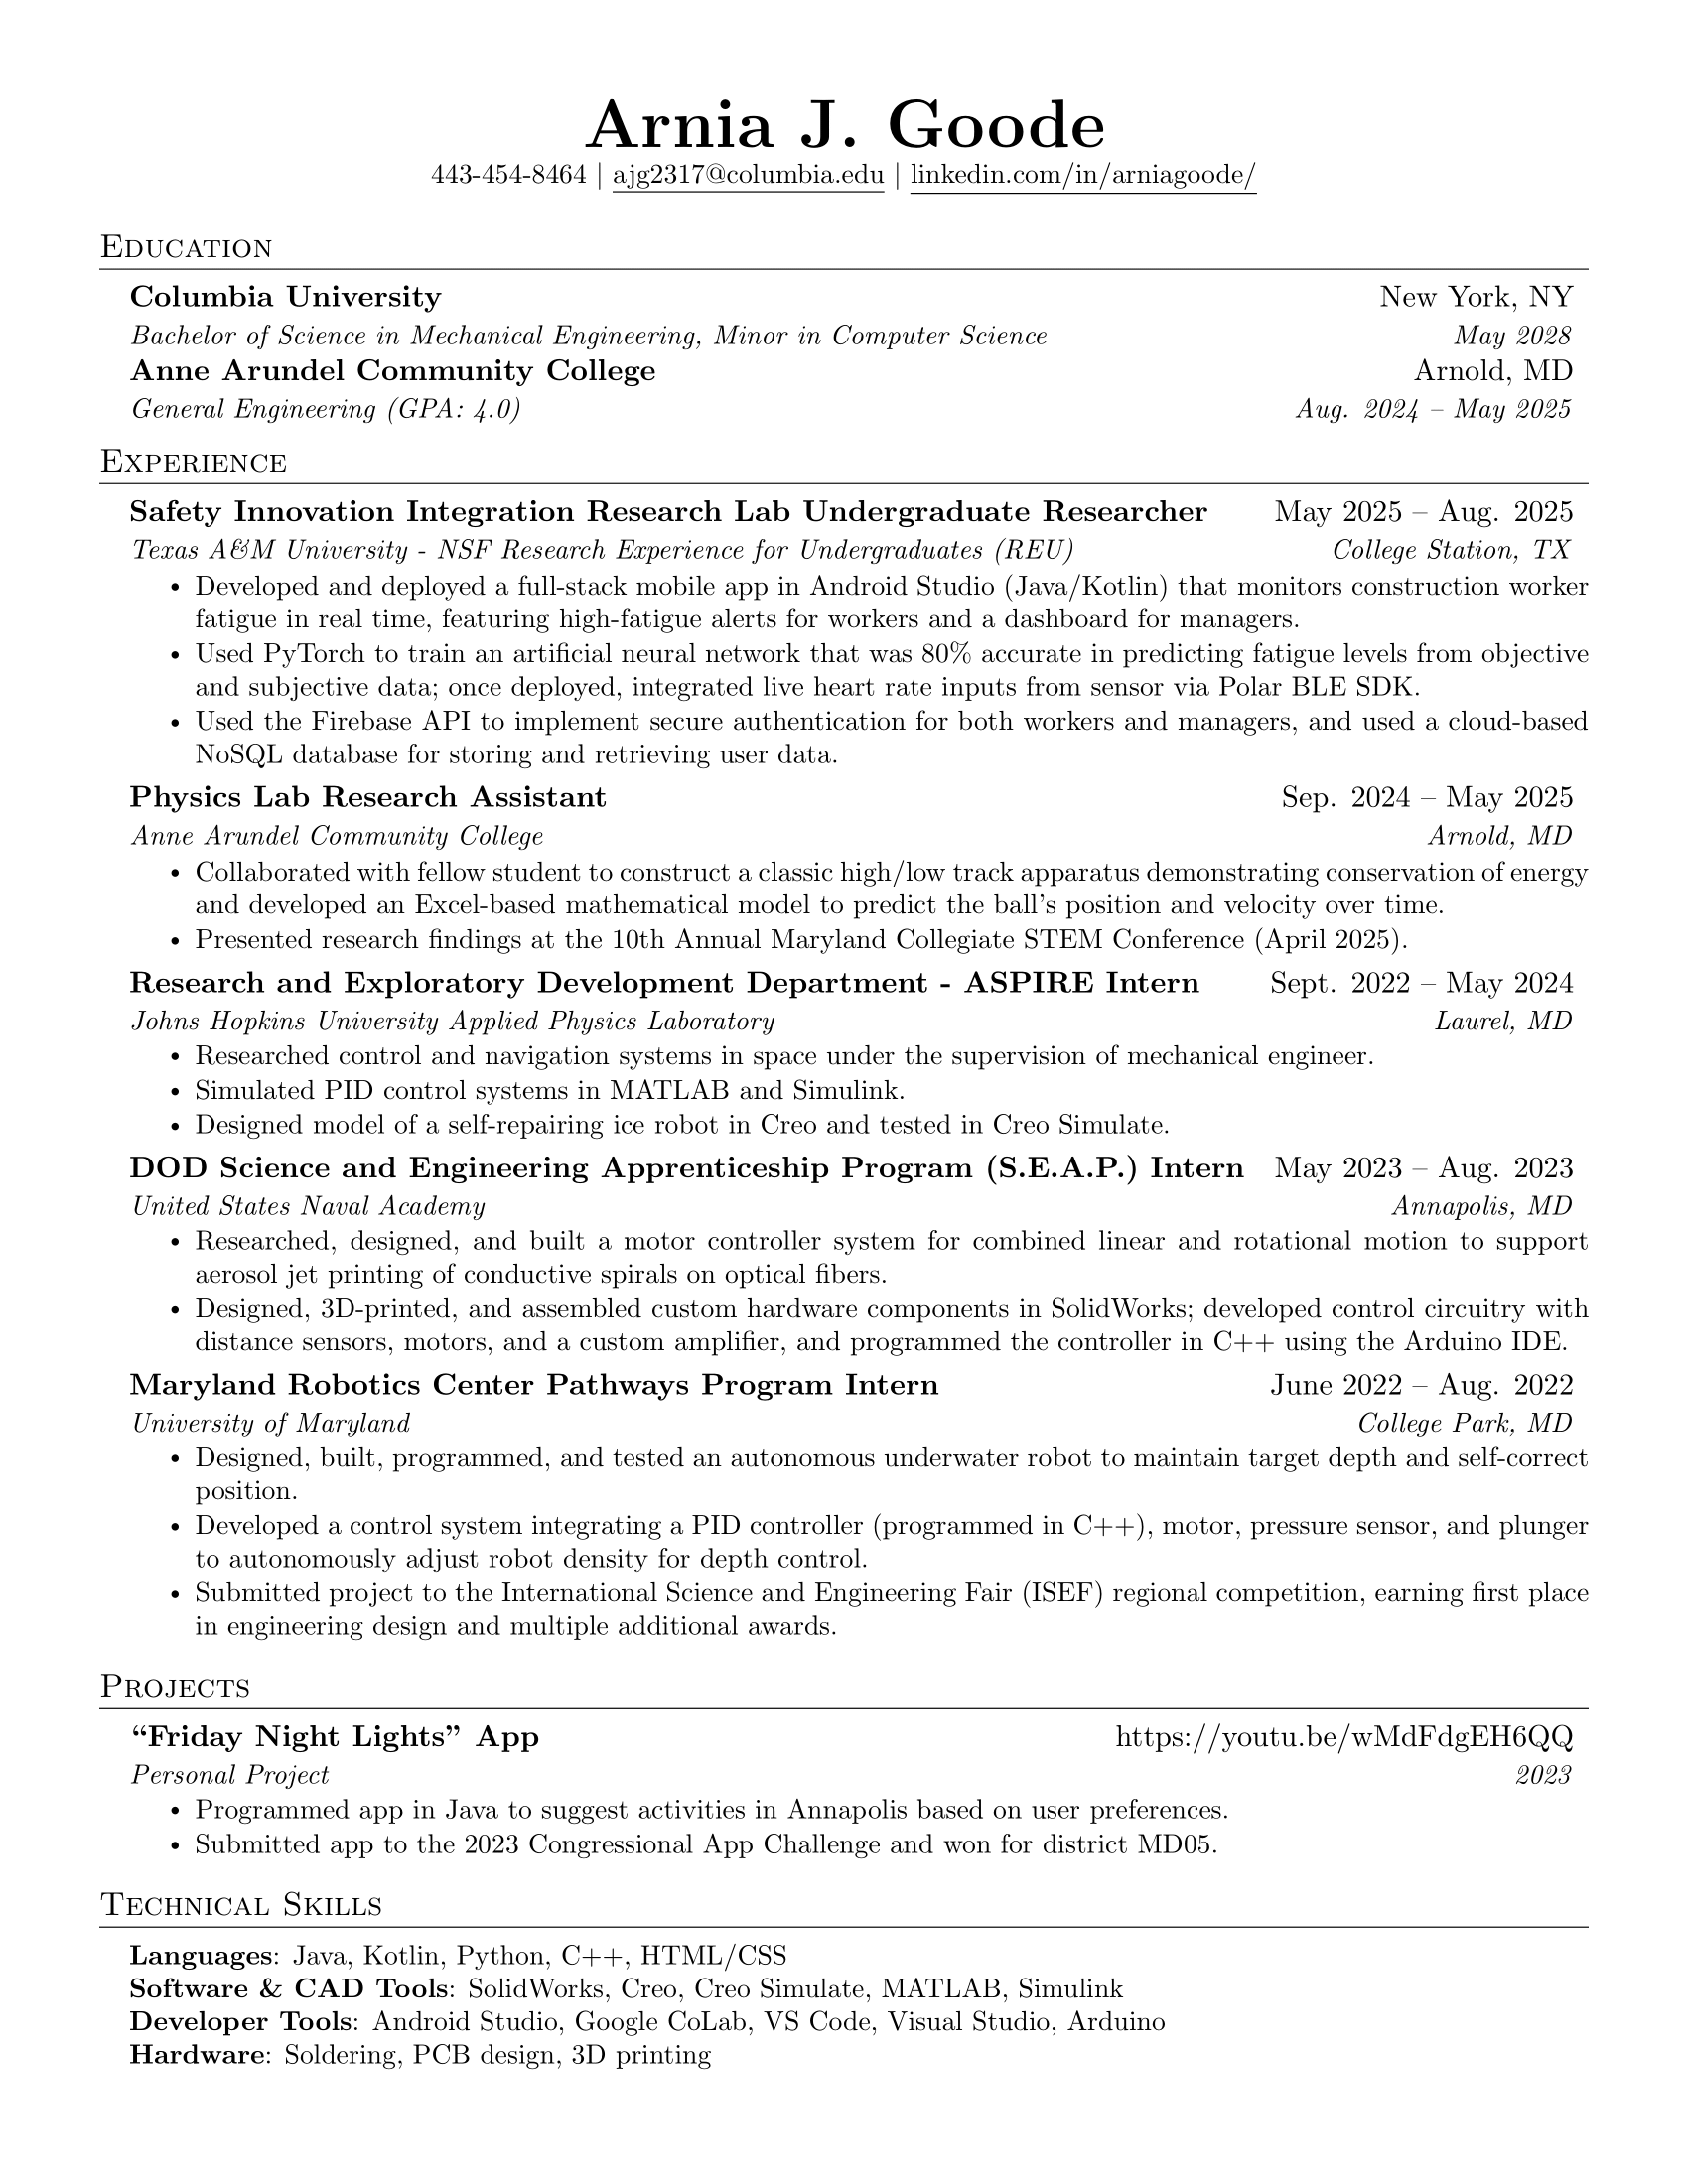 Arnia J. Goode
443-454-8464 | ajg2317@columbia.edu | linkedin.com/in/arniagoode/
Education
Columbia University New York, NY
Bachelor of Science in Mechanical Engineering, Minor in Computer Science May 2028
Anne Arundel Community College Arnold, MD
General Engineering (GPA: 4.0) Aug. 2024 – May 2025
Experience
Safety Innovation Integration Research Lab Undergraduate Researcher May 2025 – Aug. 2025
Texas A&M University - NSF Research Experience for Undergraduates (REU) College Station, TX
• Developed and deployed a full-stack mobile app in Android Studio (Java/Kotlin) that monitors construction worker
fatigue in real time, featuring high-fatigue alerts for workers and a dashboard for managers.
• Used PyTorch to train an artificial neural network that was 80% accurate in predicting fatigue levels from objective
and subjective data; once deployed, integrated live heart rate inputs from sensor via Polar BLE SDK.
• Used the Firebase API to implement secure authentication for both workers and managers, and used a cloud-based
NoSQL database for storing and retrieving user data.
Physics Lab Research Assistant Sep. 2024 – May 2025
Anne Arundel Community College Arnold, MD
• Collaborated with fellow student to construct a classic high/low track apparatus demonstrating conservation of energy
and developed an Excel-based mathematical model to predict the ball's position and velocity over time.
• Presented research findings at the 10th Annual Maryland Collegiate STEM Conference (April 2025).
Research and Exploratory Development Department - ASPIRE Intern Sept. 2022 – May 2024
Johns Hopkins University Applied Physics Laboratory Laurel, MD
• Researched control and navigation systems in space under the supervision of mechanical engineer.
• Simulated PID control systems in MATLAB and Simulink.
• Designed model of a self-repairing ice robot in Creo and tested in Creo Simulate.
DOD Science and Engineering Apprenticeship Program (S.E.A.P.) Intern May 2023 – Aug. 2023
United States Naval Academy Annapolis, MD
• Researched, designed, and built a motor controller system for combined linear and rotational motion to support
aerosol jet printing of conductive spirals on optical fibers.
• Designed, 3D-printed, and assembled custom hardware components in SolidWorks; developed control circuitry with
distance sensors, motors, and a custom amplifier, and programmed the controller in C++ using the Arduino IDE.
Maryland Robotics Center Pathways Program Intern June 2022 – Aug. 2022
University of Maryland College Park, MD
• Designed, built, programmed, and tested an autonomous underwater robot to maintain target depth and self-correct
position.
• Developed a control system integrating a PID controller (programmed in C++), motor, pressure sensor, and plunger
to autonomously adjust robot density for depth control.
• Submitted project to the International Science and Engineering Fair (ISEF) regional competition, earning first place
in engineering design and multiple additional awards.
Projects
“Friday Night Lights” App https://youtu.be/wMdFdgEH6QQ
Personal Project 2023
• Programmed app in Java to suggest activities in Annapolis based on user preferences.
• Submitted app to the 2023 Congressional App Challenge and won for district MD05.
Technical Skills
Languages: Java, Kotlin, Python, C++, HTML/CSS
Software & CAD Tools: SolidWorks, Creo, Creo Simulate, MATLAB, Simulink
Developer Tools: Android Studio, Google CoLab, VS Code, Visual Studio, Arduino
Hardware: Soldering, PCB design, 3D printing